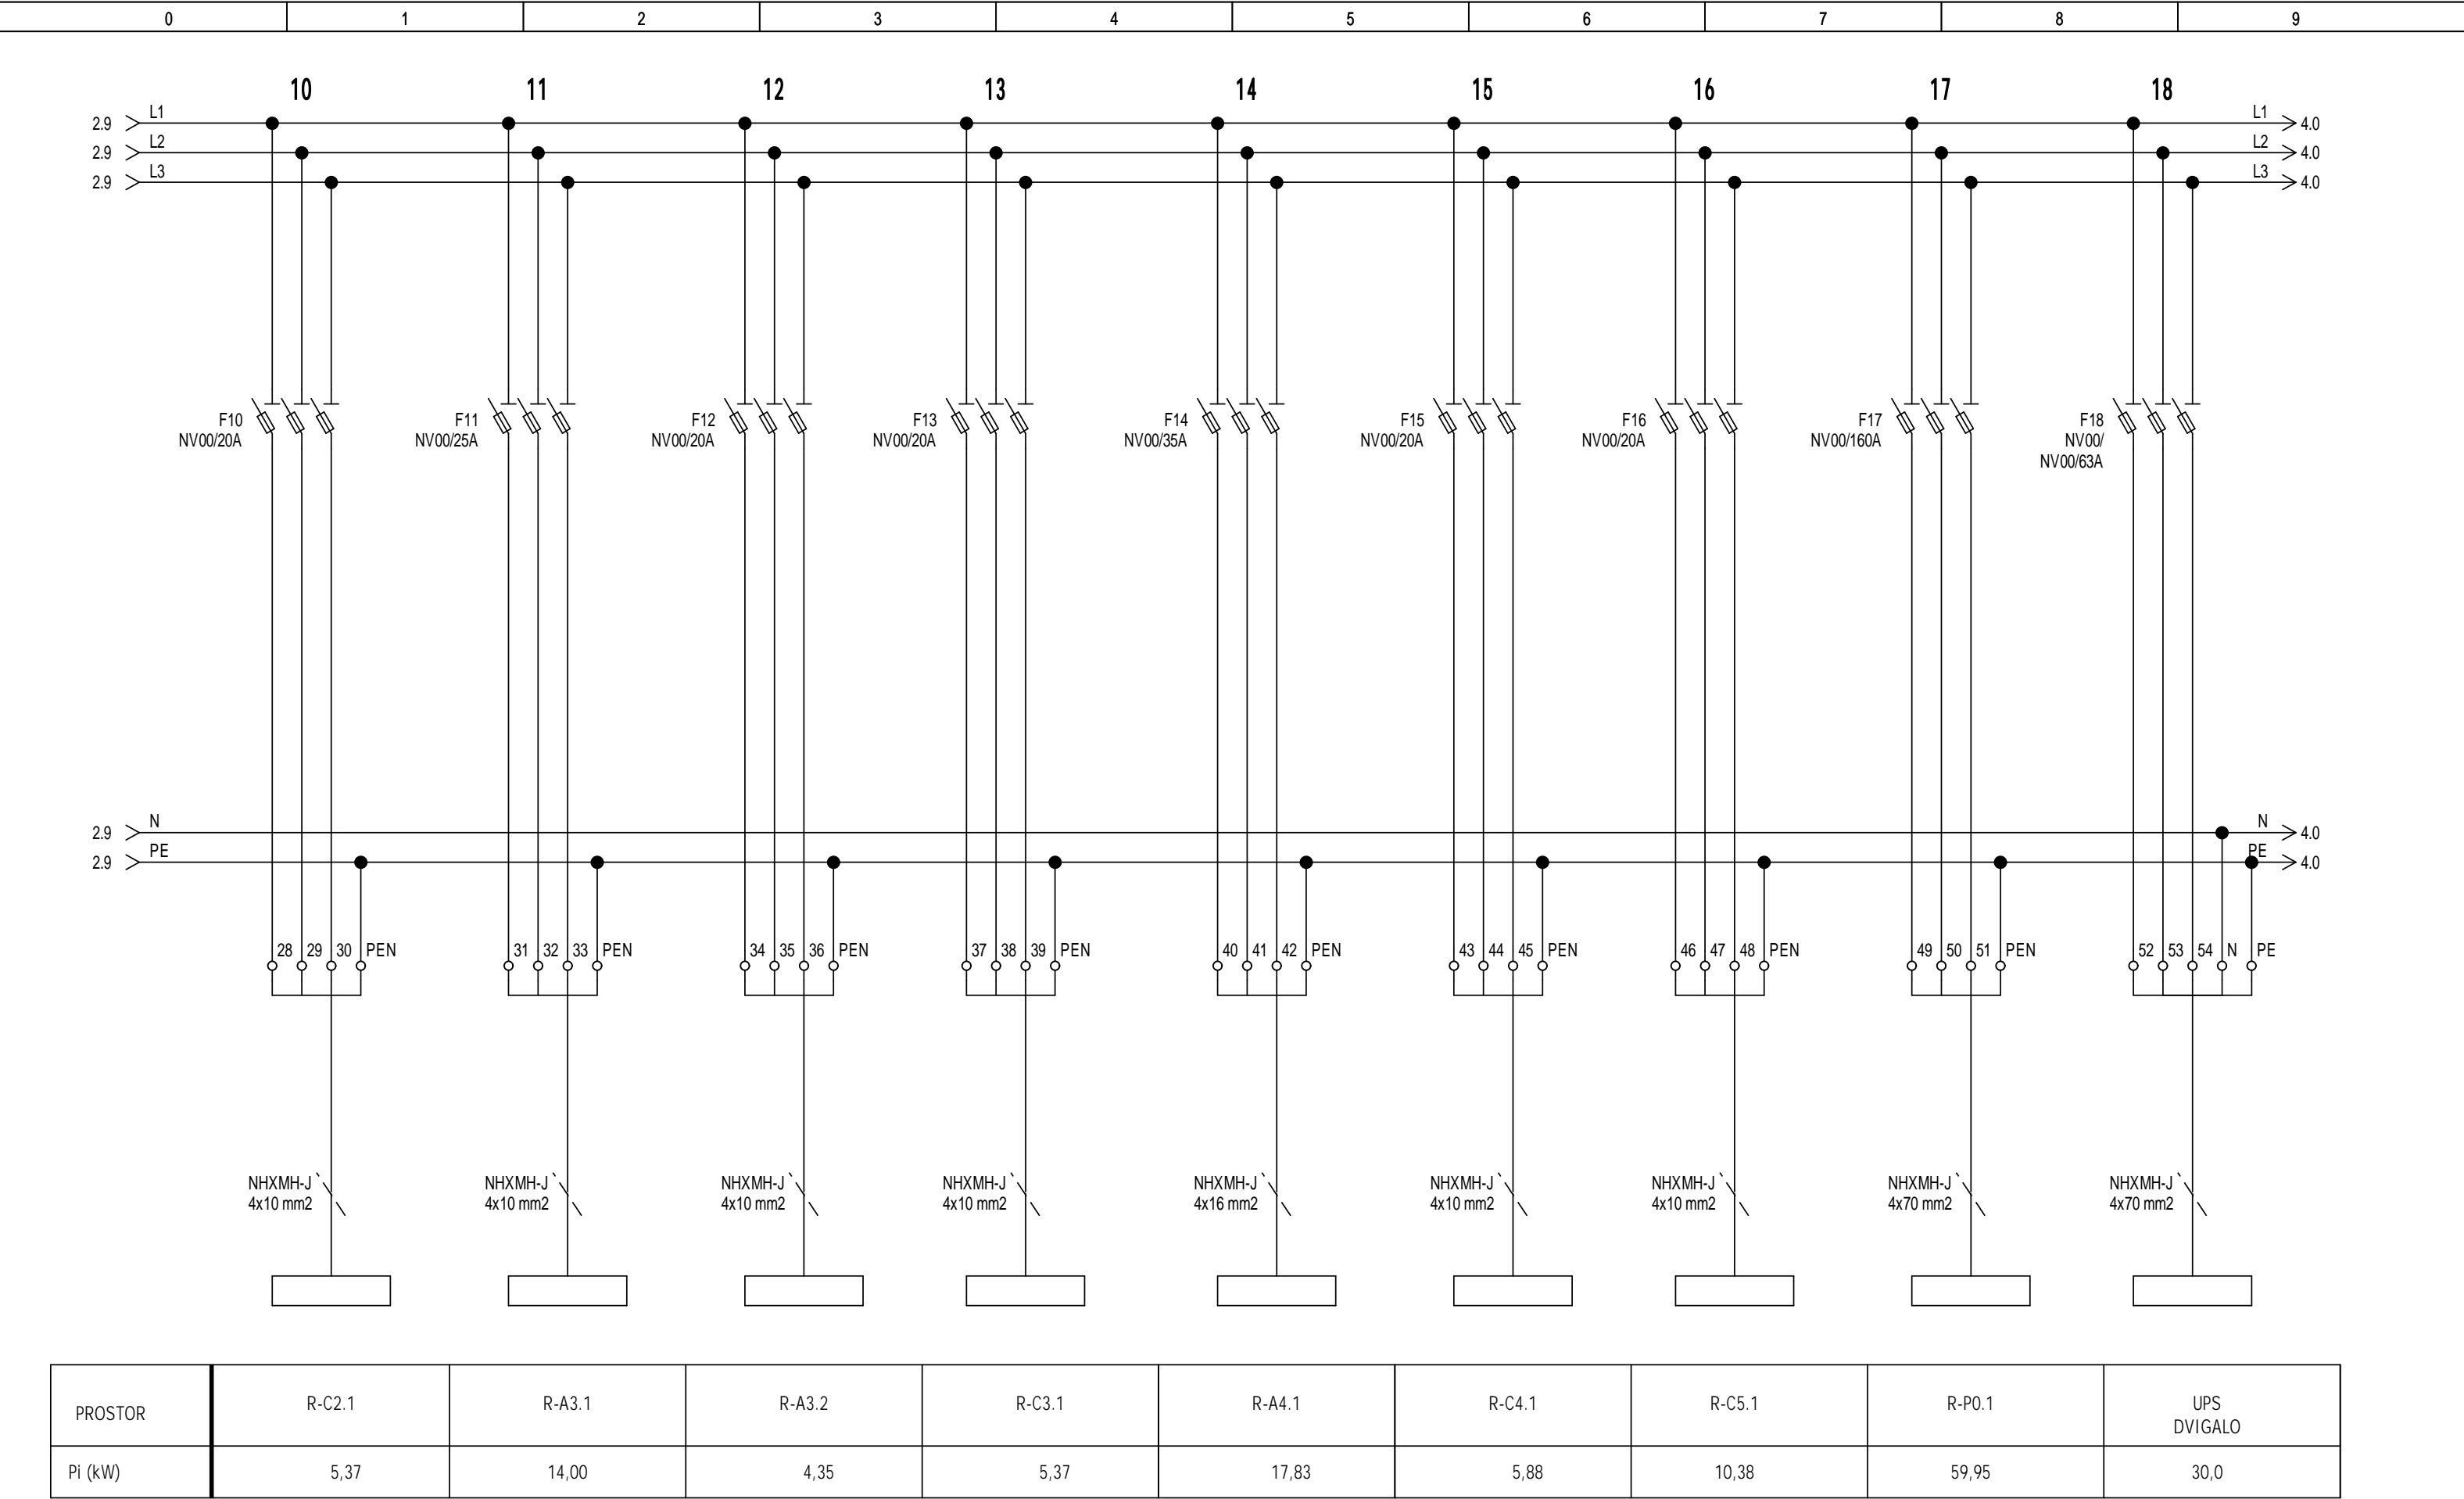 0 1 2 3 4 5 6 7 8 9
10 11 12 13 14 15 16 17 18
2.9 L1 L1 4.0
2.9 L2 L2 4.0
2.9 L3 L3 4.0
F10 F11 F12 F13 F14 F15 F16 F17 F18
NV00/20A NV00/25A NV00/20A NV00/20A NV00/35A NV00/20A NV00/20A NV00/160A NV00/
NV00/63A
2.9 N N 4.0
2.9 PE PE 4.0
28 29 30 PEN 31 32 33 PEN 34 35 36 PEN 37 38 39 PEN 40 41 42 PEN 43 44 45 PEN 46 47 48 PEN 49 50 51 PEN 52 53 54 N PE
NHXMH-J NHXMH-J NHXMH-J NHXMH-J NHXMH-J NHXMH-J NHXMH-J NHXMH-J NHXMH-J
4x10 mm2 4x10 mm2 4x10 mm2 4x10 mm2 4x16 mm2 4x10 mm2 4x10 mm2 4x70 mm2 4x70 mm2
PROSTOR R-C2.1 R-A3.1 R-A3.2 R-C3.1 R-A4.1 R-C4.1 R-C5.1 R-P0.1 UPS
DVIGALO
Pi (kW) 5,37 14,00 4,35 5,37 17,83 5,88 10,38 59,95 30,0